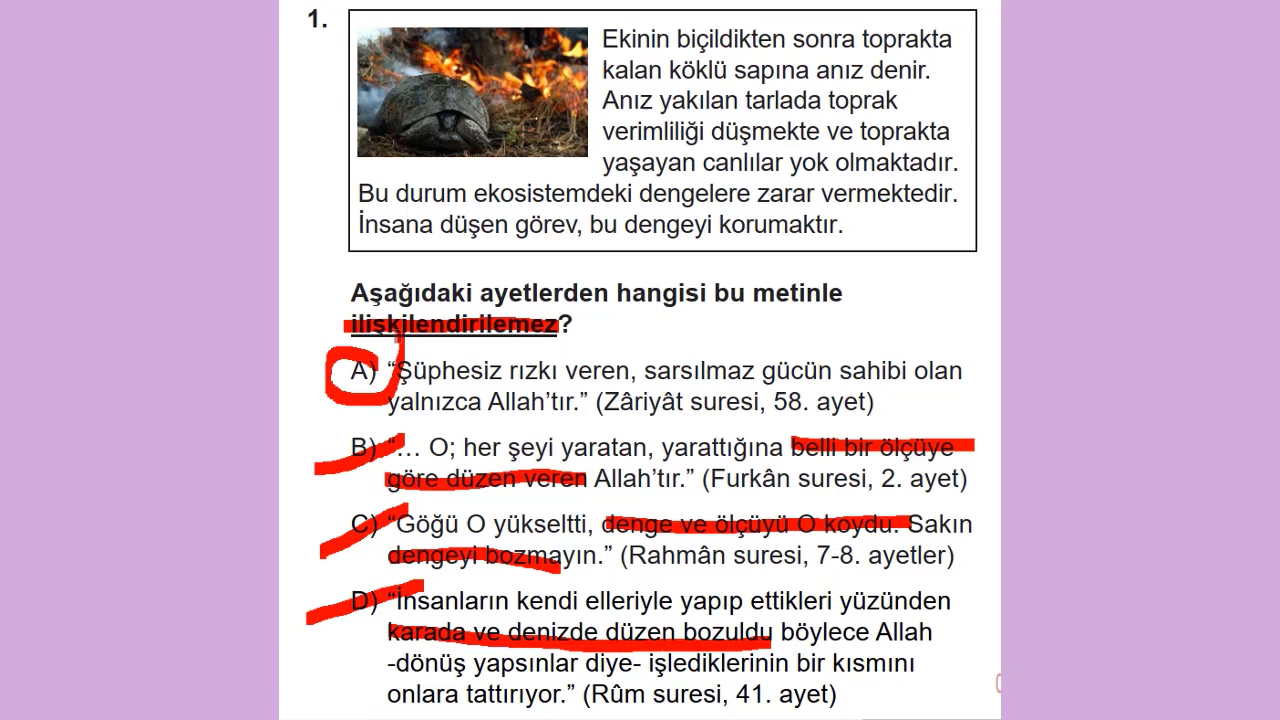 1.
Ekinin biçildikten sonra toprakta
kalan köklü sapına anız denir.
Anız yakılan tarlada toprak
verimliliği düşmekte ve toprakta
yaşayan canlılar yok olmaktadır.
Bu durum ekosistemdeki dengelere zarar vermektedir.
İnsana düşen görev, bu dengeyi korumaktır.
Aşağıdaki ayetlerden hangisi bu metinle
ilişkilendirilemez?
A) “Şüphesiz rızkı veren, sarsılmaz gücün sahibi olan
yalnızca Allah’tır.” (Zâriyât suresi, 58. ayet)
B) “… O; her şeyi yaratan, yarattığına belli bir ölçüye
göre düzen veren Allah’tır.” (Furkân suresi, 2. ayet)
C) “Göğü O yükseltti, denge ve ölçüyü O koydu. Sakın
dengeyi bozmayın.” (Rahmân suresi, 7-8. ayetler)
D) “İnsanların kendi elleriyle yapıp ettikleri yüzünden
karada ve denizde düzen bozuldu böylece Allah
-dönüş yapsınlar diye- işlediklerinin bir kısmını
onlara tattırıyor.” (Rûm suresi, 41. ayet)